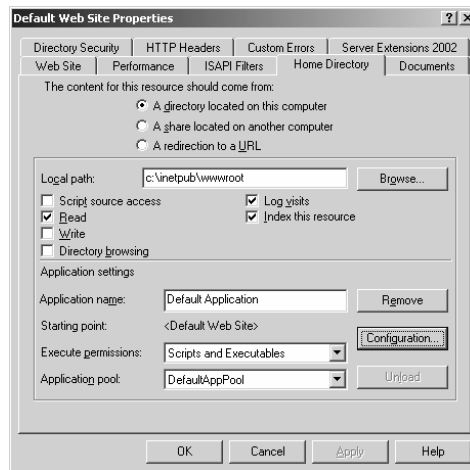 Default Web Site Properties
Directory Security HTTP Headers Custom Errors Server Extensions 2002
Web Site Performance ISAPI Filters Home Directory Documents
The content for this resource should come from:
A directory located on this computer
A share located on another computer
A redirection to a URL
Local path: c:\inetpub\wwwroot Browse...
Script source access Log visits
Read Index this resource
Write
Directory browsing
Application settings
Application name: Default Application Remove
Starting point: <Default Web Site>
Configuration...
Execute permissions: Scripts and Executables
Application pool: DefaultAppPool Unload
OK Cancel Apply Help